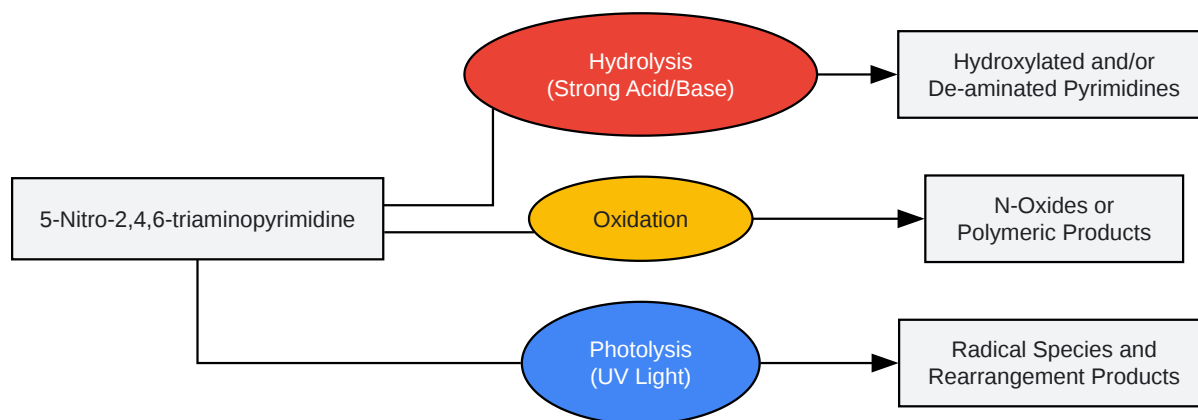 Hydrolysis
(Strong Acid/Base)
Hydroxylated and/or
De-aminated Pyrimidines
5-Nitro-2,4,6-triaminopyrimidine
Oxidation
N-Oxides or
Polymeric Products
Photolysis
(UV Light)
Radical Species and
Rearrangement Products